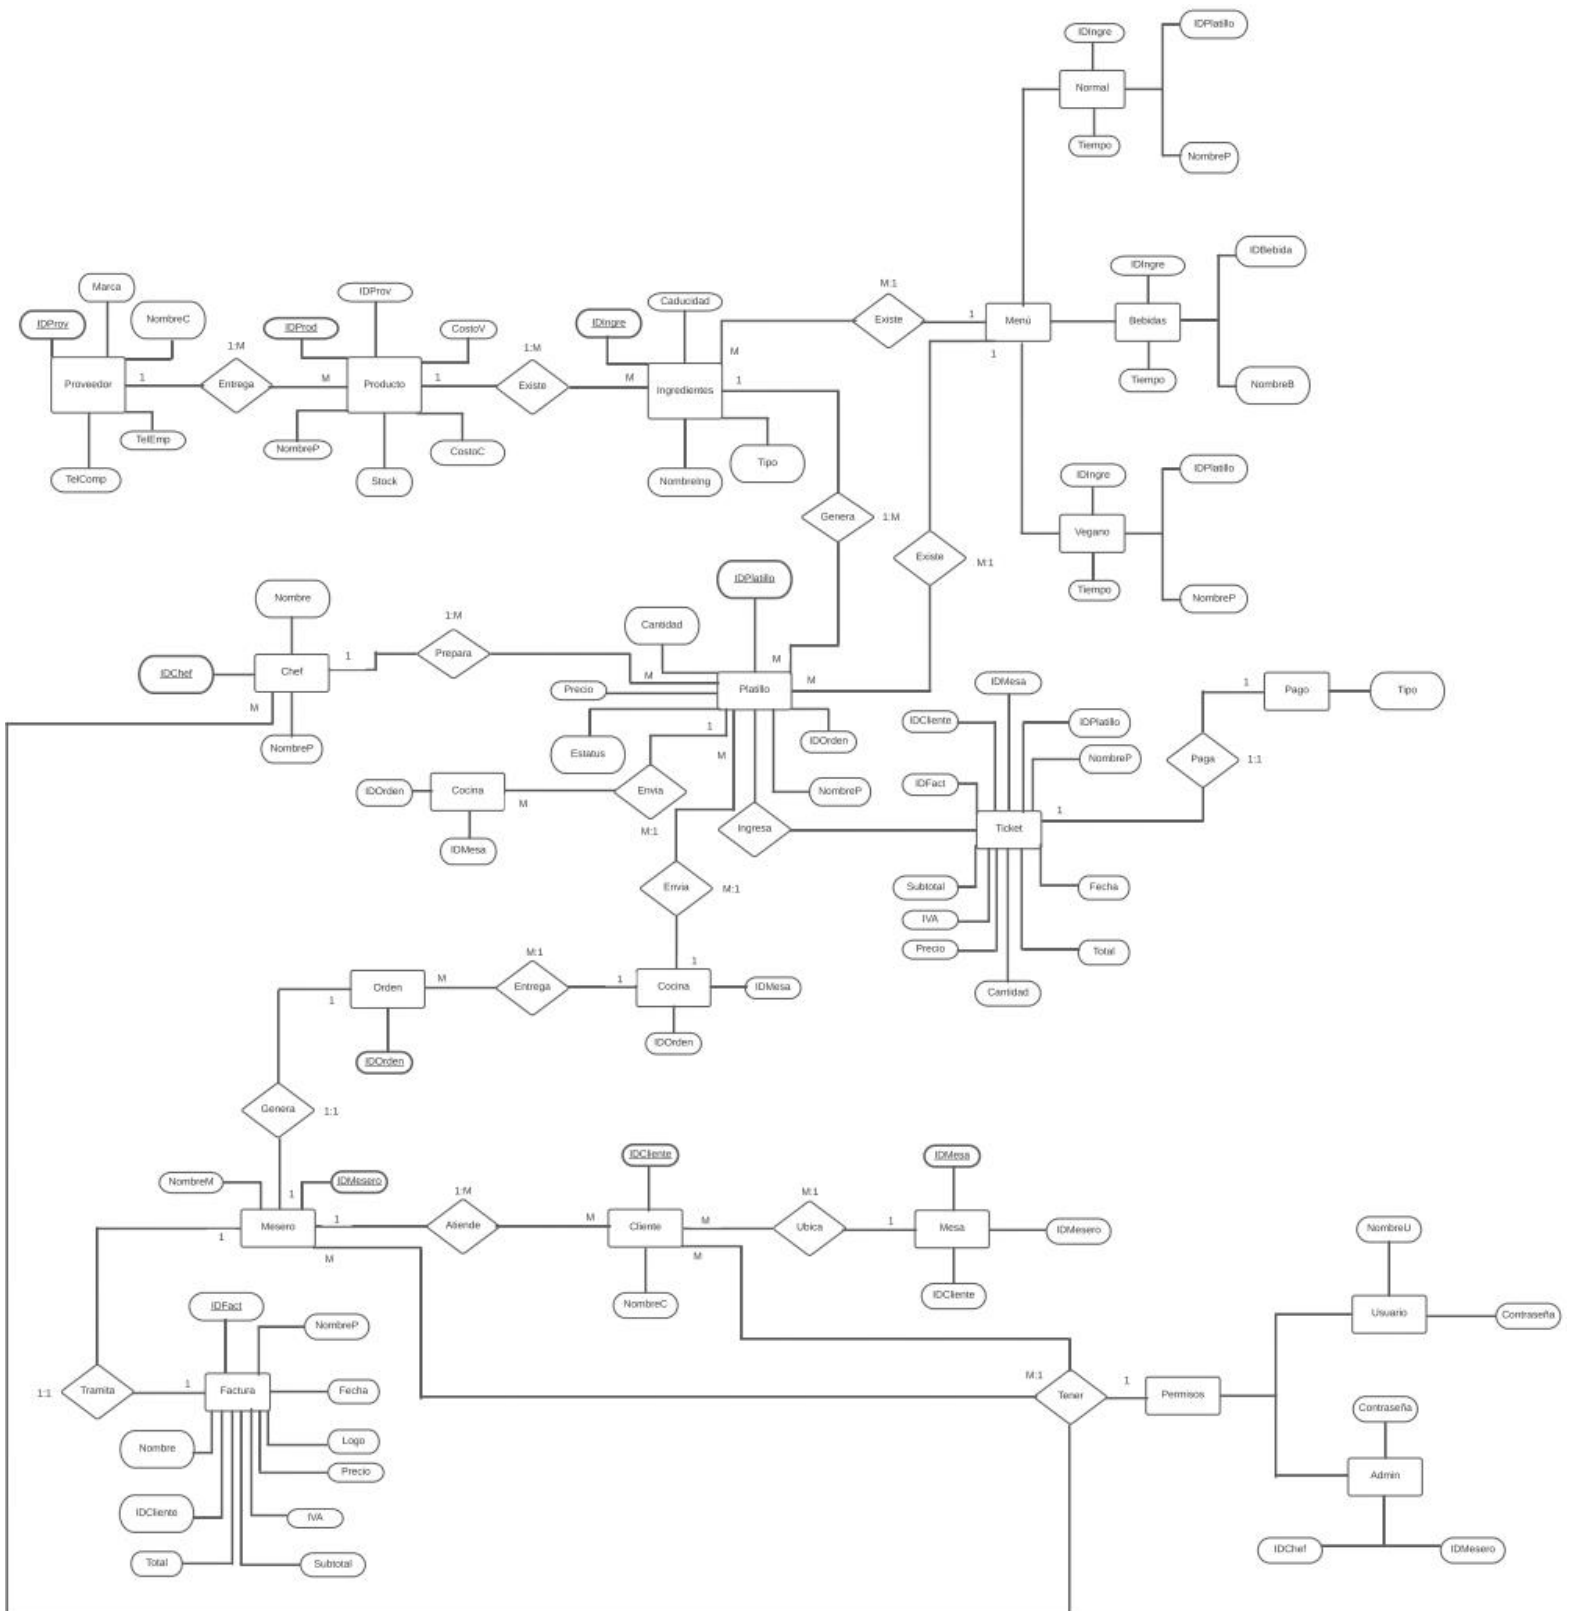 IDIngre
IDPlatillo
Normal
Tiempo
NombreP
IDIngre
IDBebida
Menú
Bebidas
Tiempo
NombreB
IDIngre
IDPlatillo
Vegano
Tiempo
NombreP
M:1
Existe
1
1
Marca
IDProv
NombreC
Proveedor
TelEmp
TelComp
1
1:M
Entrega
M
IDProv
IDProd
CostoV
Producto
NombreP
CostoC
Stock
1
1:M
Existe
M
Caducidad
IDIngre
M
1
Ingredientes
Tipo
NombreIng
Genera
1:M
Existe
M:1
Nombre
IDChef
Chef
NombreP
1
M
1:M
Prepara
M
IDPlatillo
Cantidad
M
M
Precio
Platillo
Estatus
1
M
IDOrden
NombreP
IDOrden
Cocina
M
IDMesa
Envia
M:1
Ingresa
Envia
M:1
IDMesa
IDCliente
IDPlatillo
NombreP
IDFact
Ticket
1
Subtotal
Fecha
IVA
Precio
Total
Cantidad
1
Pago
Tipo
Paga
1:1
Orden
1
M
IDOrden
M:1
Entrega
1
1
Cocina
IDMesa
IDOrden
Genera
1:1
NombreM
IDMesero
1
Mesero
1
1
M
1:M
Atiende
M
IDCliente
Cliente
M
M
NombreC
M:1
Ubica
1
IDMesa
Mesa
IDMesero
IDCliente
IDFact
NombreP
1:1
Tramita
1
Factura
Fecha
Nombre
Logo
Precio
IDCliente
IVA
Total
Subtotal
M:1
Tener
1
Permisos
NombreU
Usuario
Contraseña
Contraseña
Admin
IDChef
IDMesero